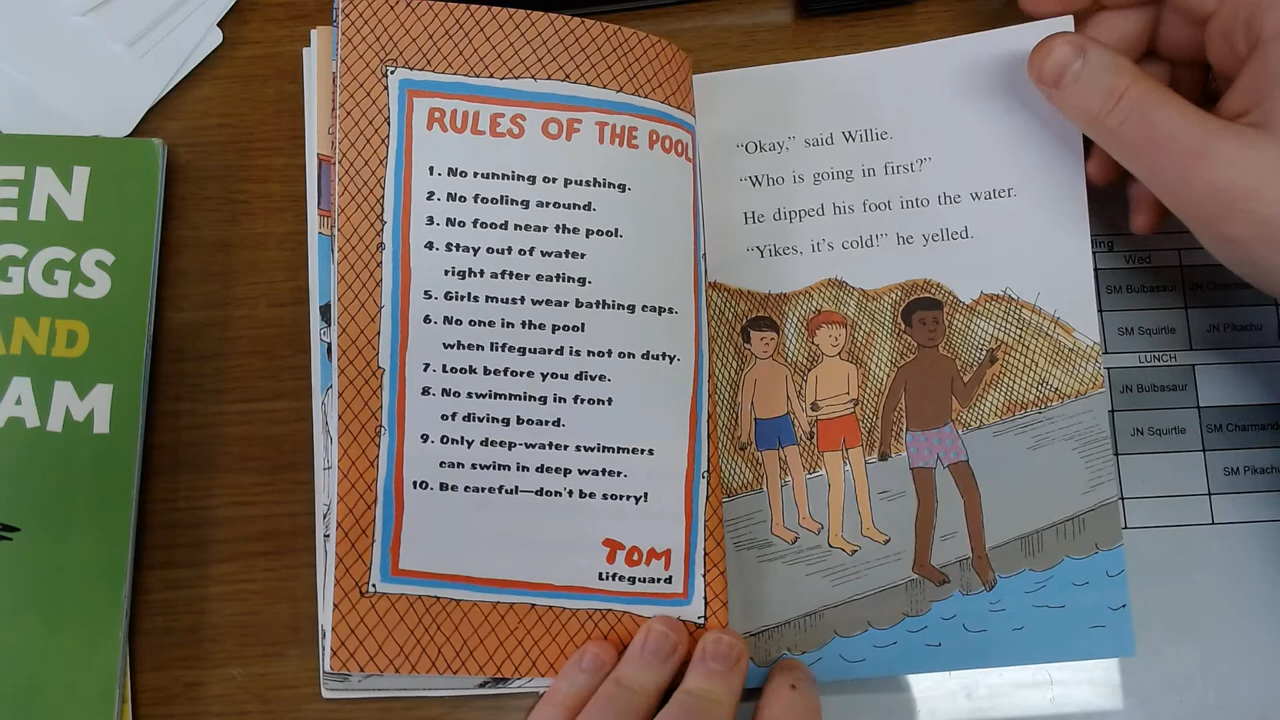 EN
GGS
AND
AM
RULES OF THE POOL
1. No running or pushing.
2. No fooling around.
3. No food near the pool.
4. Stay out of water
right after eating.
5. Girls must wear bathing caps.
6. No one in the pool
when lifeguard is not on duty.
7. Look before you dive.
8. No swimming in front
of diving board.
9. Only deep-water swimmers
can swim in deep water.
10. Be careful—don't be sorry!
TOM
Lifeguard
“Okay,” said Willie.
“Who is going in first?”
He dipped his foot into the water.
“Yikes, it's cold!” he yelled.
Wed
SM Bulbasaur
SM Squirtle JN Pikachu
LUNCH
JN Bulbasaur
JN Squirtle SM Charmand
SM Pikachu